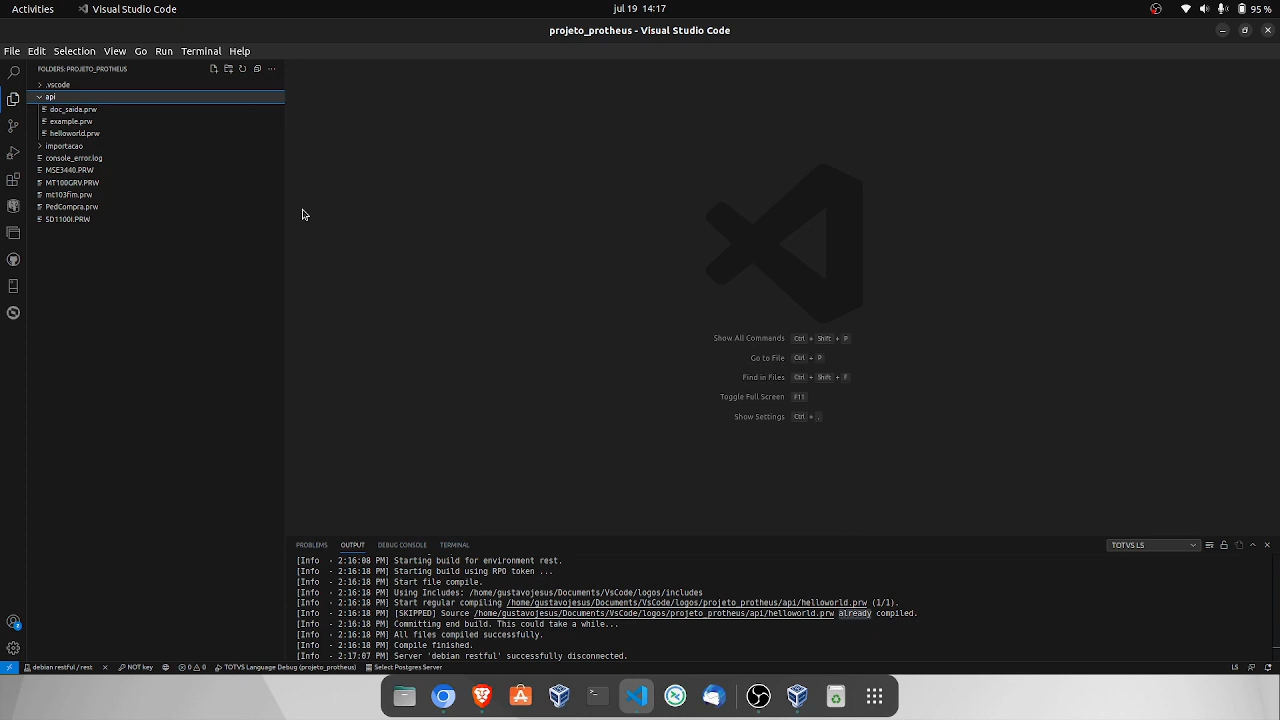 Activities
Visual Studio Code
jul 19 14:17
95 %
projeto_protheus - Visual Studio Code
File Edit Selection View Go Run Terminal Help
FOLDERS: PROJETO_PROTHEUS
.vscode
api
doc_saida.prw
example.prw
helloworld.prw
importacao
console_error.log
MSE3440.PRW
MT100GRV.PRW
mt103fim.prw
PedCompra.prw
SD1100I.PRW
Show All Commands Ctrl + Shift + P
Go to File Ctrl + P
Find in Files Ctrl + Shift + F
Toggle Full Screen F11
Show Settings Ctrl + ,
PROBLEMS OUTPUT DEBUG CONSOLE TERMINAL
TOTVS LS
[Info - 2:16:08 PM] Starting build for environment rest.
[Info - 2:16:08 PM] Starting build using RPO token ...
[Info - 2:16:18 PM] Start file compile.
[Info - 2:16:18 PM] Using Includes: /home/gustavojesus/Documents/VsCode/logos/includes
[Info - 2:16:18 PM] Start regular compiling /home/gustavojesus/Documents/VsCode/logos/projeto_protheus/api/helloworld.prw (1/1).
[Info - 2:16:18 PM] [SKIPPED] Source /home/gustavojesus/Documents/VsCode/logos/projeto_protheus/api/helloworld.prw already compiled.
[Info - 2:16:18 PM] Committing end build. This could take a while...
[Info - 2:16:18 PM] All files compiled successfully.
[Info - 2:16:18 PM] Compile finished.
[Info - 2:17:07 PM] Server 'debian restful' successfully disconnected.
debian restful / rest
NOT key
0 0
TOTVS Language Debug (projeto_protheus)
Select Postgres Server
LS